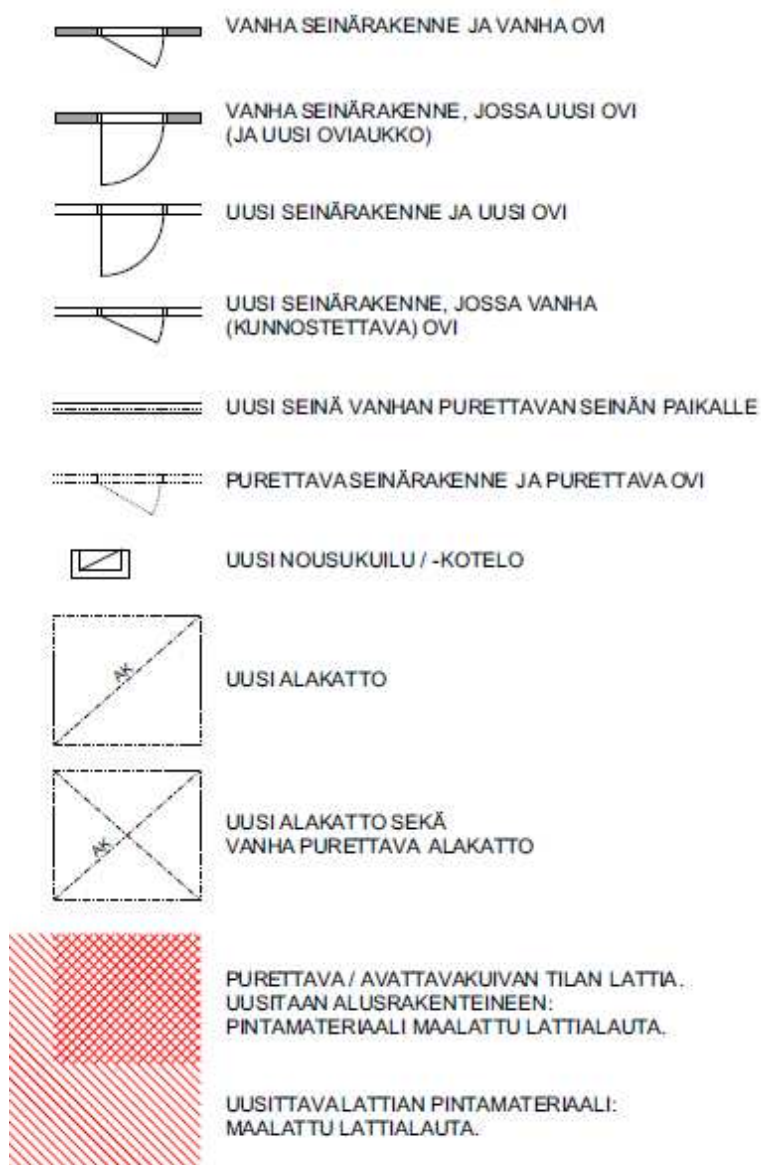 VANHA SEINÄRAKENNE JA VANHA OVI
VANHA SEINÄRAKENNE, JOSSA UUSI OVI
(JA UUSI OVIAUKKO)
UUSI SEINÄRAKENNE JA UUSI OVI
UUSI SEINÄRAKENNE, JOSSA VANHA
(KUNNOSTETTAVA) OVI
UUSI SEINÄ VANHAN PURETTAVAN SEINÄN PAIKALLE
PURETTAVA SEINÄRAKENNE JA PURETTAVA OVI
UUSI NOUSUKUILU / -KOTELO
AK
UUSI ALAKATTO
AK
UUSI ALAKATTO SEKÄ
VANHA PURETTAVA ALAKATTO
PURETTAVA / AVATTAVA KUIVAN TILAN LATTIA.
UUSITAAN ALUSRAKENTEINEEN:
PINTAMATERIAALI MAALATTU LATTIALAUTA.
UUSITTAVA LATTIAN PINTAMATERIAALI:
MAALATTU LATTIALAUTA.